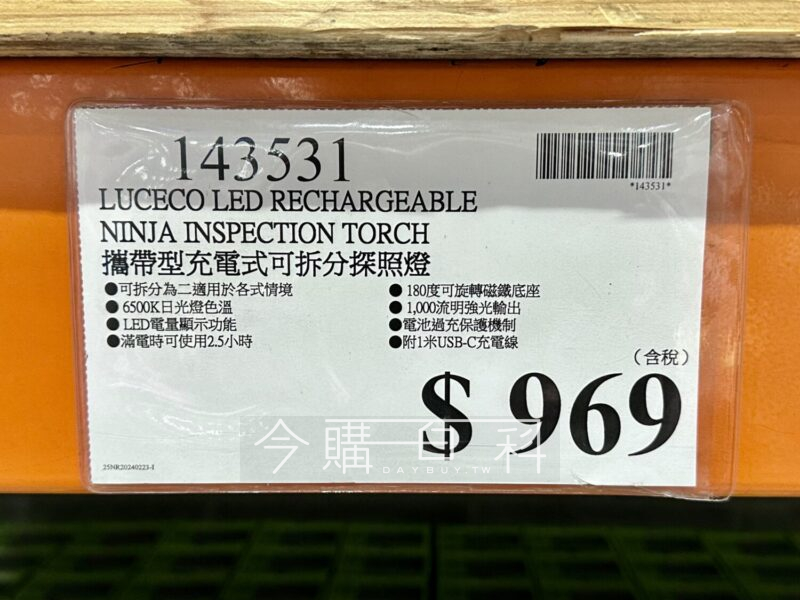 143531
*143531*
LUCECO LED RECHARGEABLE
NINJA INSPECTION TORCH
攜帶型充電式可拆分探照燈
●可拆分為二適用於各式情境
●6500K日光燈色溫
●LED電量顯示功能
●滿電時可使用2.5小時
●180度可旋轉磁鐵底座
●1,000流明強光輸出
●電池過充保護機制
●附1米USB-C充電線
（含稅）
$ 969
今購百科
DAYBUY.TW
25NR20240223-I